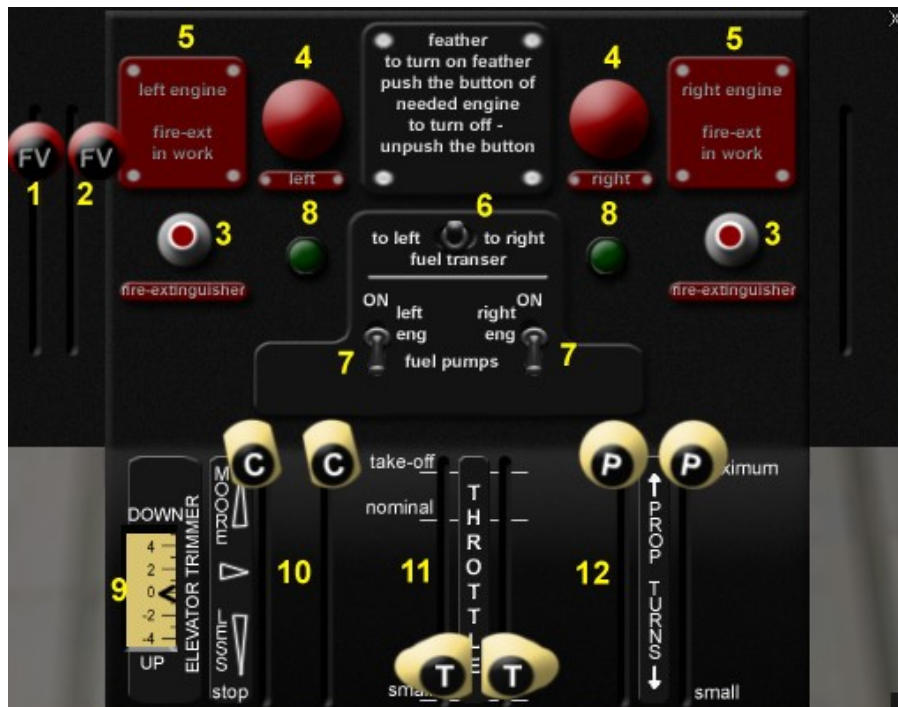 5
4
feather
to turn on feather
push the button of
needed engine
to turn off -
unpush the button
4
5
left engine
fire-ext
in work
right engine
fire-ext
in work
FV
FV
1
2
left
right
3
8
6
8
3
to left
to right
fuel transer
fire-extinguisher
fire-extinguisher
ON
left
eng
right
eng
ON
7
fuel pumps
7
C
C
take-off
nominal
small
THROTTLE
T
T
P
P
ximum
PROP TURNS
small
DOWN
4
2
0
-2
-4
UP
ELEVATOR TRIMMER
MOORE
LESS
stop
9
10
11
12